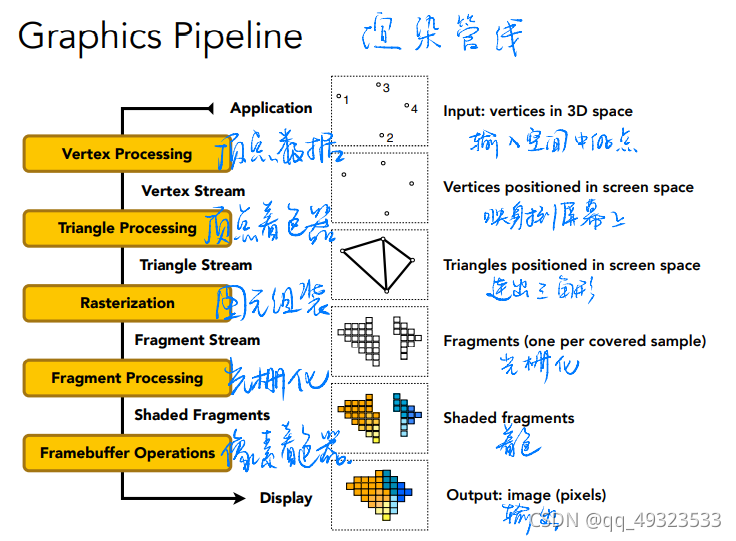 Graphics Pipeline 渲染管线
Application
1
3
4
2
Input: vertices in 3D space
输入空间中的点
Vertex Processing 顶点数据
Vertex Stream
Vertices positioned in screen space
映射到屏幕上
Triangle Processing 顶点着色器
Triangle Stream
Triangles positioned in screen space
连出三角形
Rasterization 图元组装
Fragment Stream
Fragments (one per covered sample)
光栅化
Fragment Processing 光栅化
Shaded Fragments
Shaded fragments
着色
Framebuffer Operations 像素着色器.
Display
Output: image (pixels)
输出
CSDN @qq_49323533